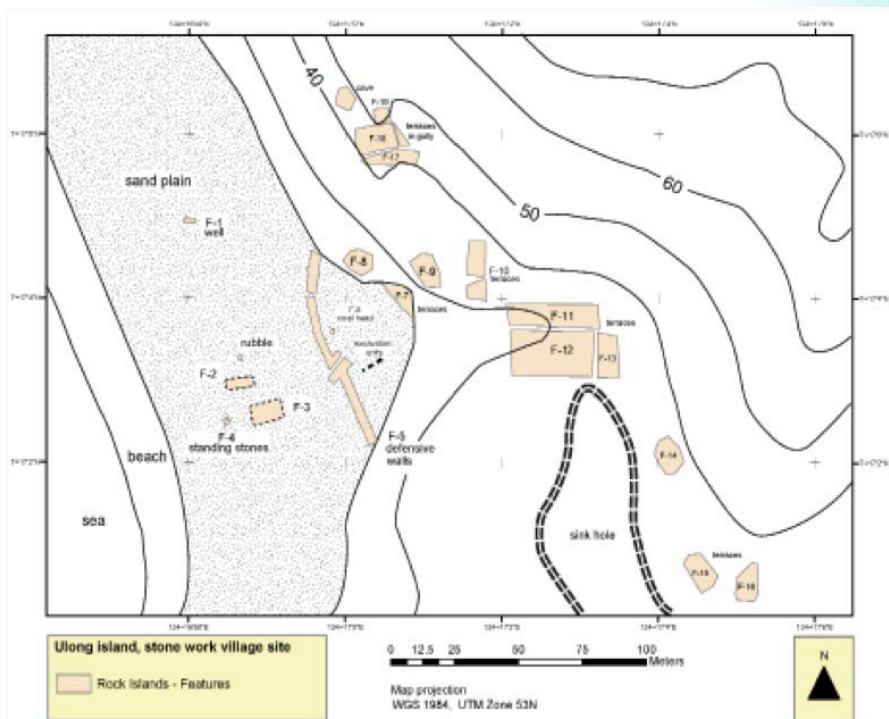 40
cave
terraces
in gully
F-17
60
50
sand plain
F-1
well
F-8
F-9
F-10
terraces
F-7
terraces
F-11
terraces
F-12
F-13
coral head
excavation
units
rubble
F-2
F-3
F-4
standing stones
F-5
defensive
walls
beach
sea
F-14
sink hole
terraces
F-15
F-16
Ulong island, stone work village site
Rock Islands - Features
0 12.5 25 50 75 100
Meters
Map projection
WGS 1984, UTM Zone 53N
N